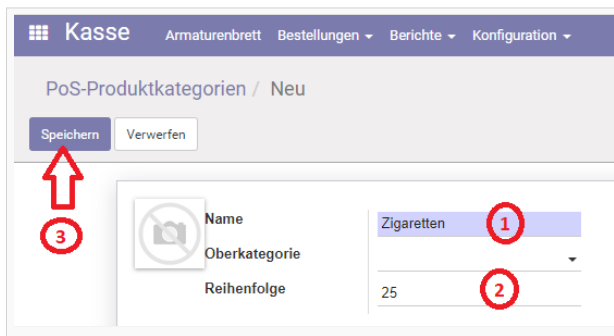 Kasse Armaturenbrett Bestellungen Berichte Konfiguration
PoS-Produktkategorien / Neu
Speichern Verwerfen
3
Name Zigaretten 1
Oberkategorie
Reihenfolge 25 2